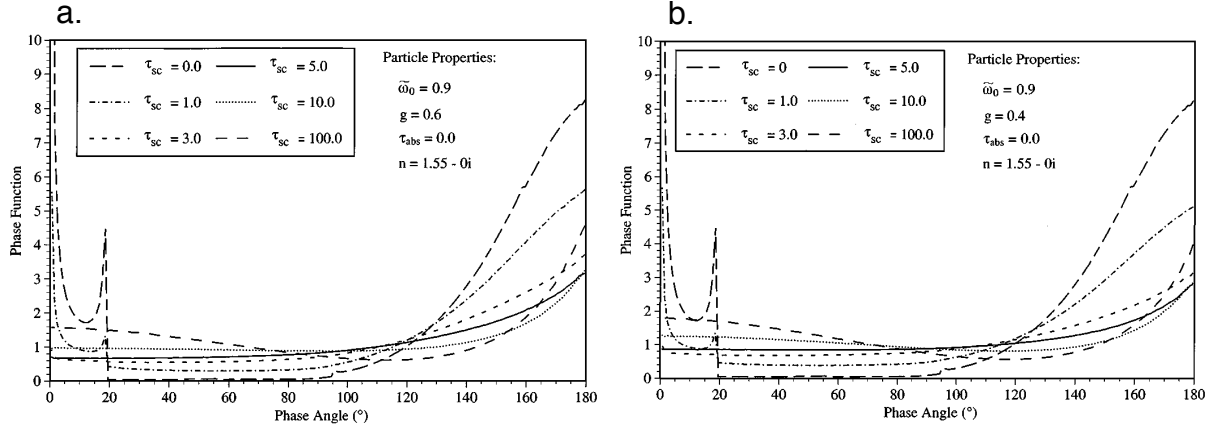 a.
10
9
8
7
6
5
4
3
2
1
0
Phase Function
τsc = 0.0 τsc = 5.0
τsc = 1.0 τsc = 10.0
τsc = 3.0 τsc = 100.0
Particle Properties:
ω̃0 = 0.9
g = 0.6
τabs = 0.0
n = 1.55 - 0i
0 20 40 60 80 100 120 140 160 180
Phase Angle (°)
b.
10
9
8
7
6
5
4
3
2
1
0
Phase Function
τsc = 0 τsc = 5.0
τsc = 1.0 τsc = 10.0
τsc = 3.0 τsc = 100.0
Particle Properties:
ω̃0 = 0.9
g = 0.4
τabs = 0.0
n = 1.55 - 0i
0 20 40 60 80 100 120 140 160 180
Phase Angle (°)